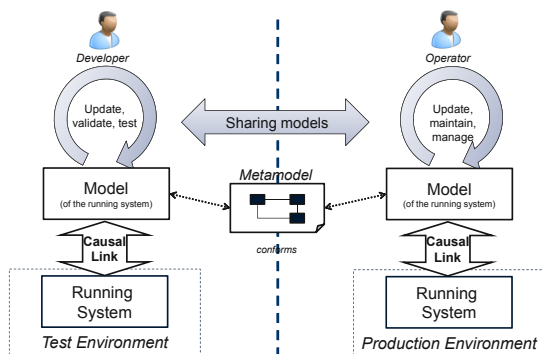 Developer
Operator
Update,
validate, test
Sharing models
Update,
maintain,
manage
Metamodel
Model
(of the running system)
Model
(of the running system)
conforms
Causal
Link
Causal
Link
Running
System
Running
System
Test Environment
Production Environment